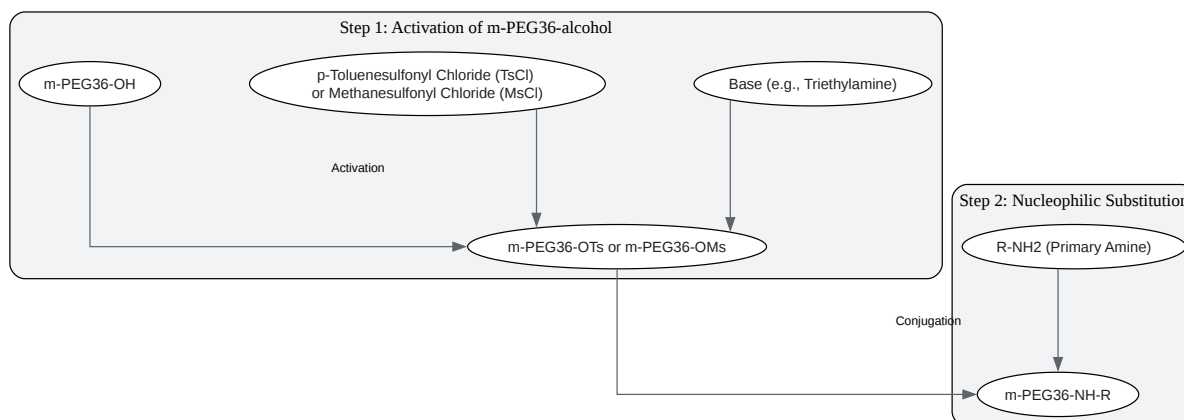 Step 1: Activation of m-PEG36-alcohol
m-PEG36-OH
p-Toluenesulfonyl Chloride (TsCl)
or Methanesulfonyl Chloride (MsCl)
Base (e.g., Triethylamine)
Activation
m-PEG36-OTs or m-PEG36-OMs
Step 2: Nucleophilic Substitution
R-NH2 (Primary Amine)
Conjugation
m-PEG36-NH-R